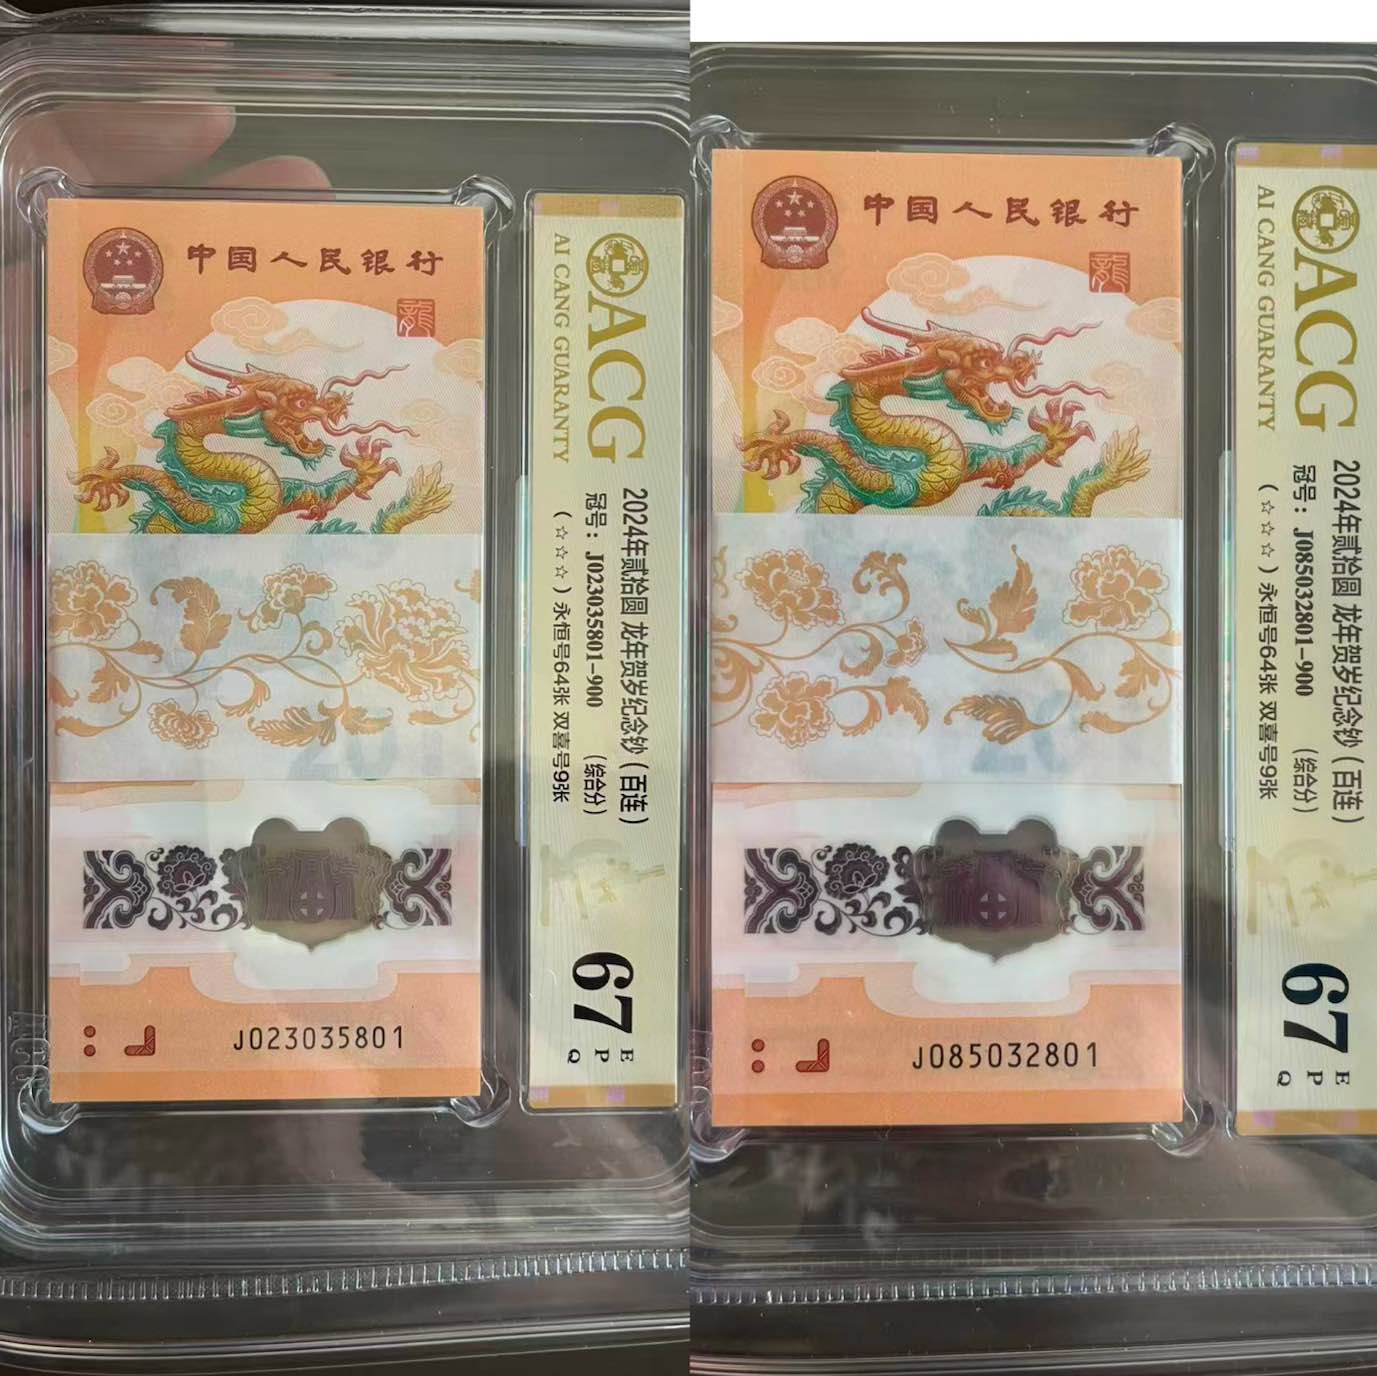 中国人民银行
龍
J023035801
ACG
AI CANG GUARANTY
2024年贰拾圆 龙年贺岁纪念钞（百连）
冠号：J023035801-900 （综合分）
（☆☆☆）永恒号64张 双喜号9张
67
E
P
Q
中国人民银行
龍
J085032801
ACG
AI CANG GUARANTY
2024年贰拾圆 龙年贺岁纪念钞（百连）
冠号：J085032801-900 （综合分）
（☆☆☆）永恒号64张 双喜号9张
67
E
P
Q